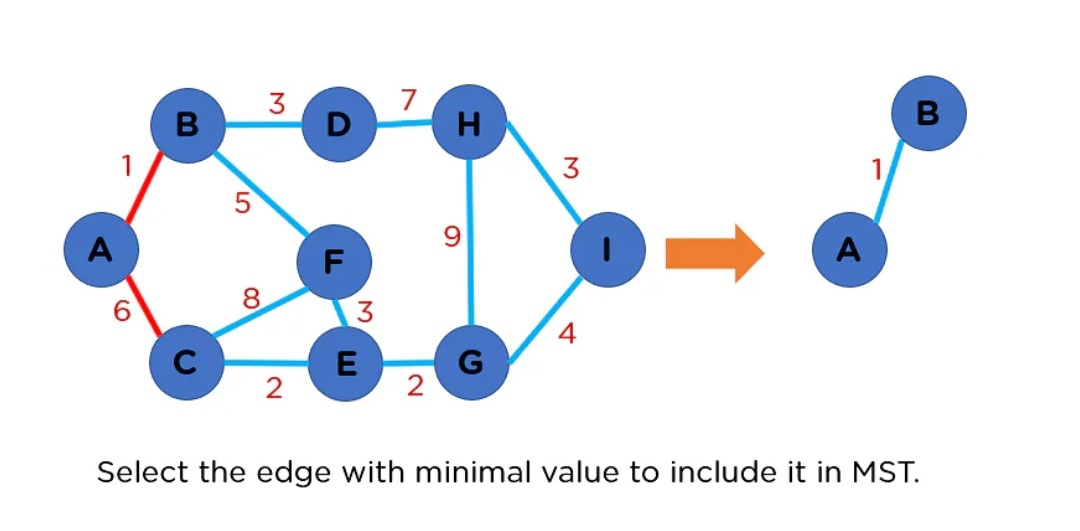 3
7
B
D
H
B
1
5
3
1
A
F
9
I
A
6
8
3
4
C
E
G
2
2
Select the edge with minimal value to include it in MST.